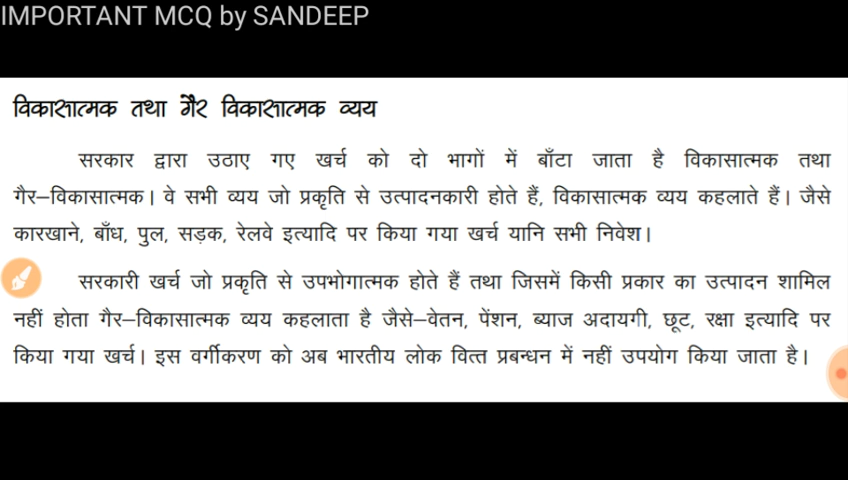 IMPORTANT MCQ by SANDEEP
विकासात्मक तथा गैर विकासात्मक व्यय
सरकार द्वारा उठाए गए खर्च को दो भागों में बाँटा जाता है विकासात्मक तथा
गैर–विकासात्मक। वे सभी व्यय जो प्रकृति से उत्पादनकारी होते हैं, विकासात्मक व्यय कहलाते हैं। जैसे
कारखाने, बाँध, पुल, सड़क, रेलवे इत्यादि पर किया गया खर्च यानि सभी निवेश।
सरकारी खर्च जो प्रकृति से उपभोगात्मक होते हैं तथा जिसमें किसी प्रकार का उत्पादन शामिल
नहीं होता गैर–विकासात्मक व्यय कहलाता है जैसे–वेतन, पेंशन, ब्याज अदायगी, छूट, रक्षा इत्यादि पर
किया गया खर्च। इस वर्गीकरण को अब भारतीय लोक वित्त प्रबन्धन में नहीं उपयोग किया जाता है।